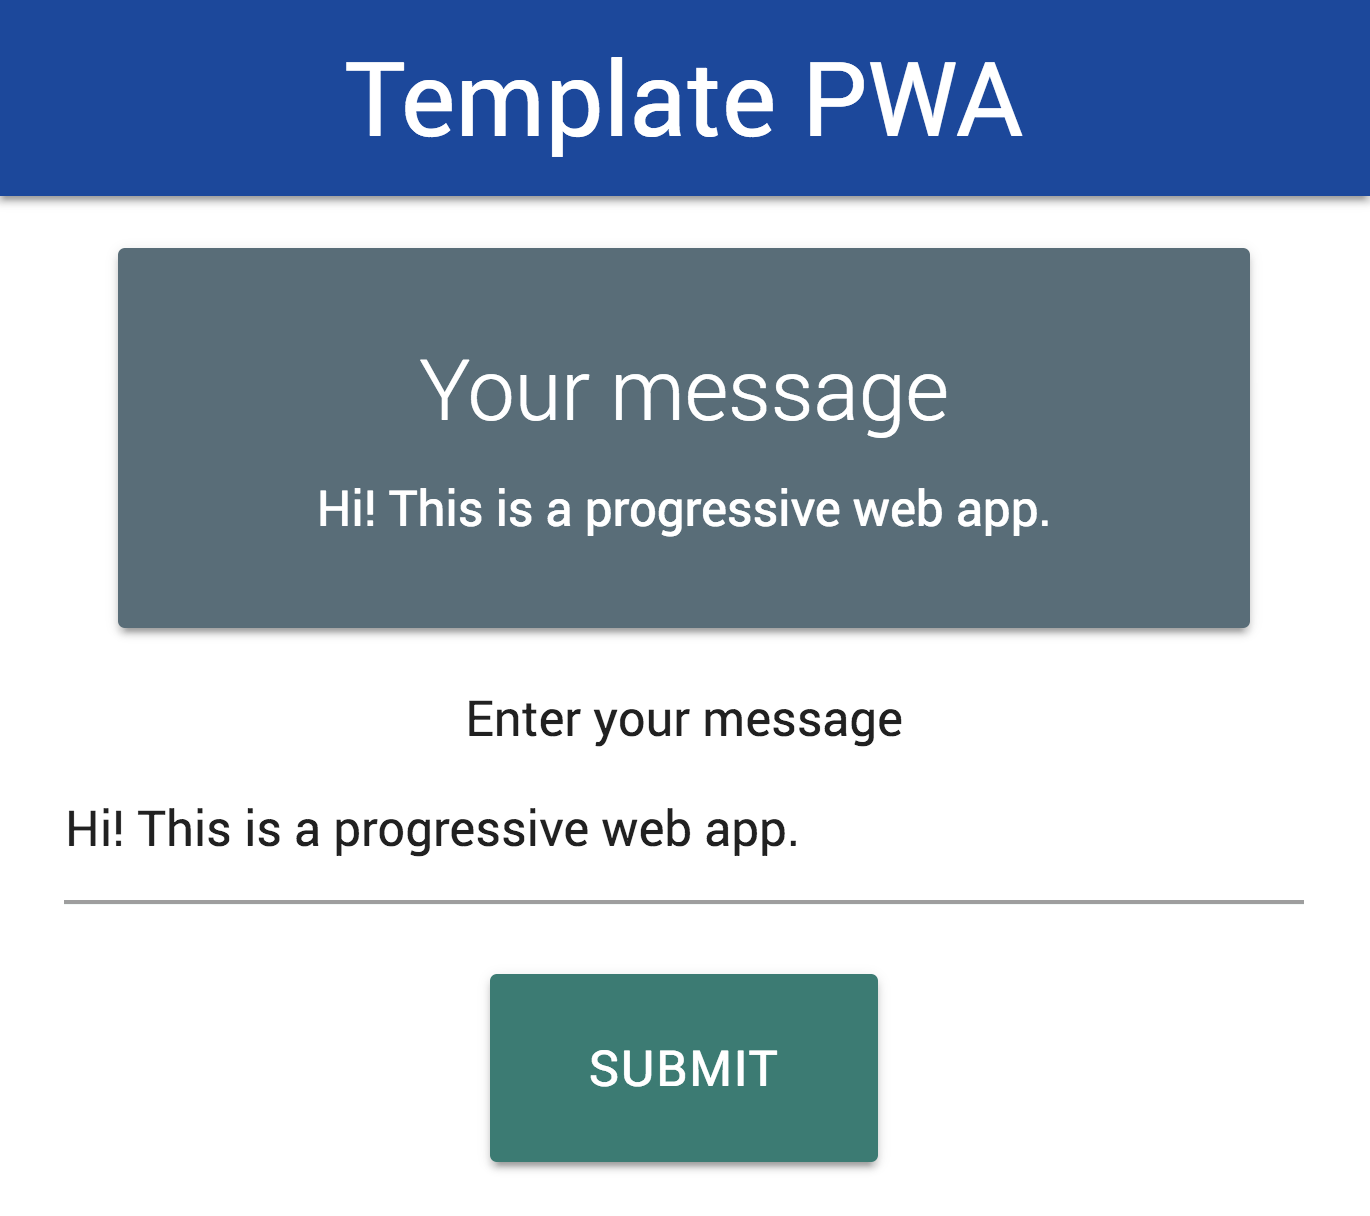 Template PWA
Your message
Hi! This is a progressive web app.
Enter your message
Hi! This is a progressive web app.
SUBMIT